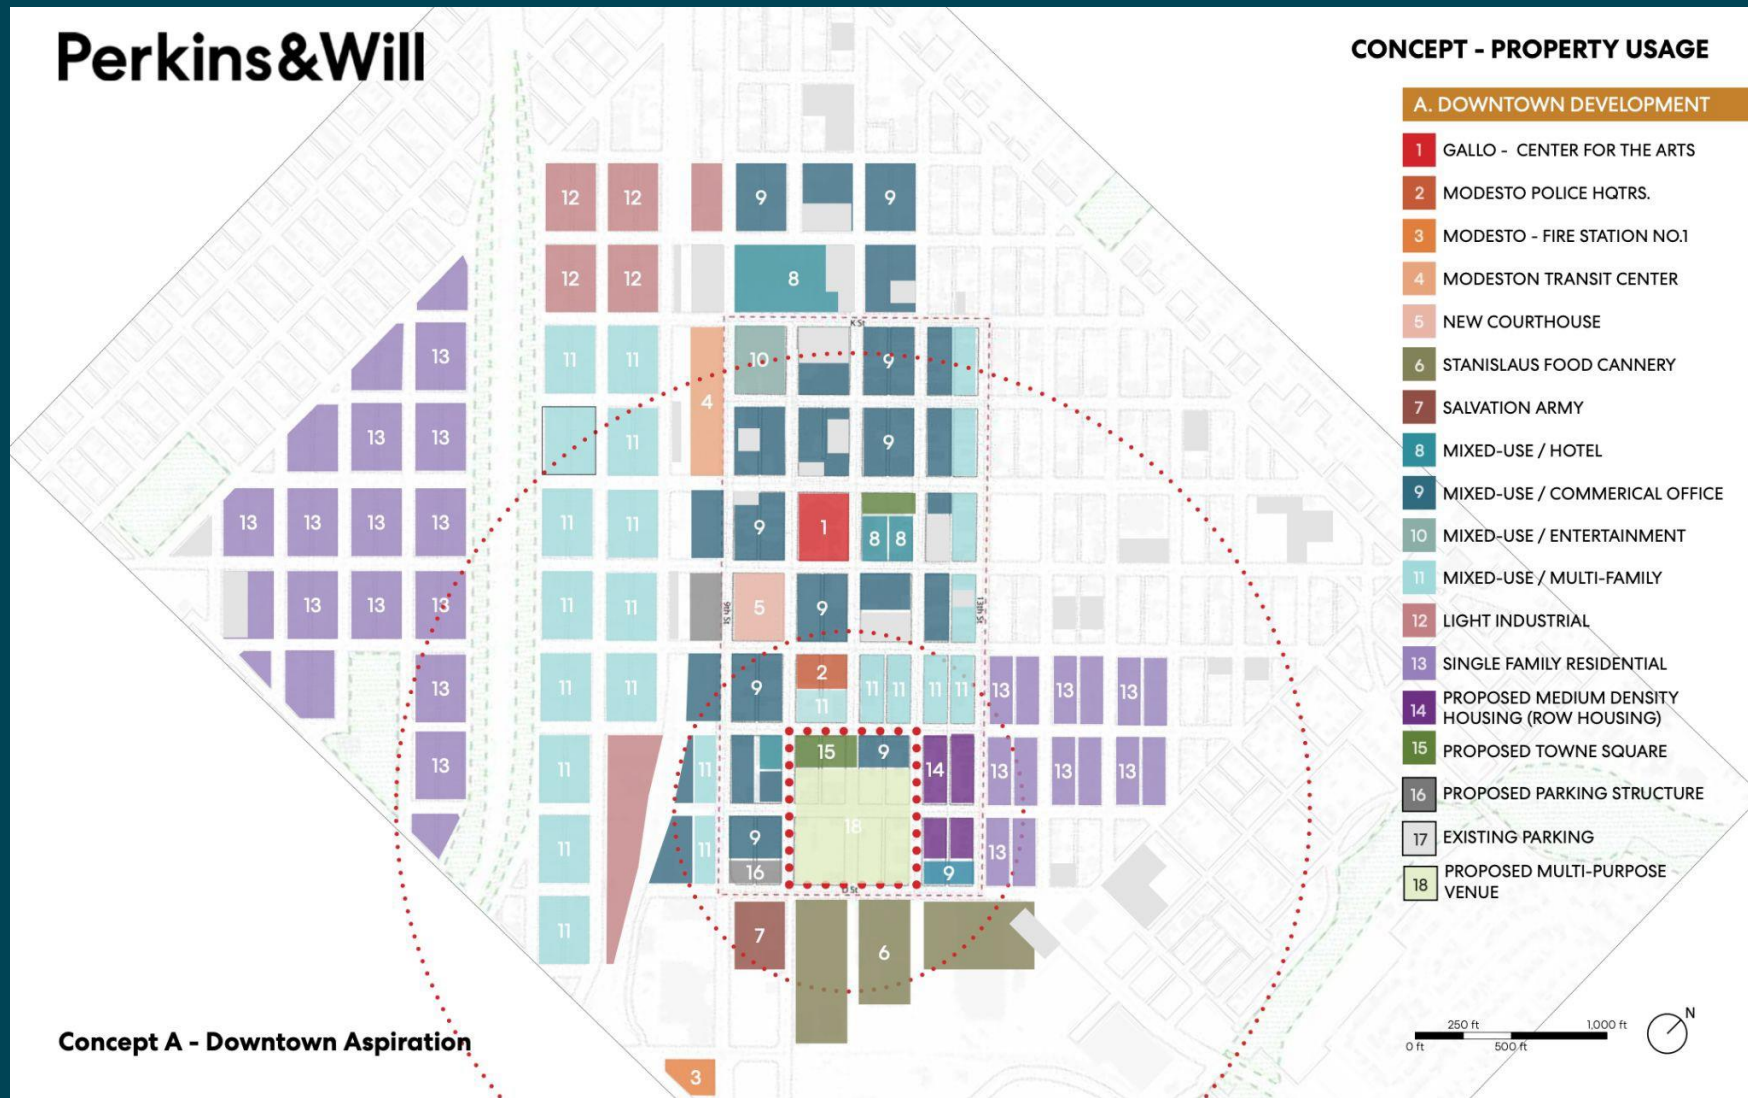 Perkins&Will
CONCEPT - PROPERTY USAGE
A. DOWNTOWN DEVELOPMENT
1 GALLO - CENTER FOR THE ARTS
2 MODESTO POLICE HQTRS.
3 MODESTO - FIRE STATION NO.1
4 MODESTON TRANSIT CENTER
5 NEW COURTHOUSE
6 STANISLAUS FOOD CANNERY
7 SALVATION ARMY
8 MIXED-USE / HOTEL
9 MIXED-USE / COMMERICAL OFFICE
10 MIXED-USE / ENTERTAINMENT
11 MIXED-USE / MULTI-FAMILY
12 LIGHT INDUSTRIAL
13 SINGLE FAMILY RESIDENTIAL
14 PROPOSED MEDIUM DENSITY
HOUSING (ROW HOUSING)
15 PROPOSED TOWNE SQUARE
16 PROPOSED PARKING STRUCTURE
17 EXISTING PARKING
18 PROPOSED MULTI-PURPOSE
VENUE
12 12 9 9
12 12 8
K St
13 11 11 10 9
4
13 13 11 9
13 13 13 13 11 11 9 1 8 8
13 13 13 11 11 5 9
9th St
13th St
13 11 11 9 2 11 11 11 11 11 13 13 13
13 11 11 15 9 14 13 13 13
11 11 9 18 13
16 9
D St
11 7 6
3
Concept A - Downtown Aspiration
250 ft 1,000 ft
0 ft 500 ft
N